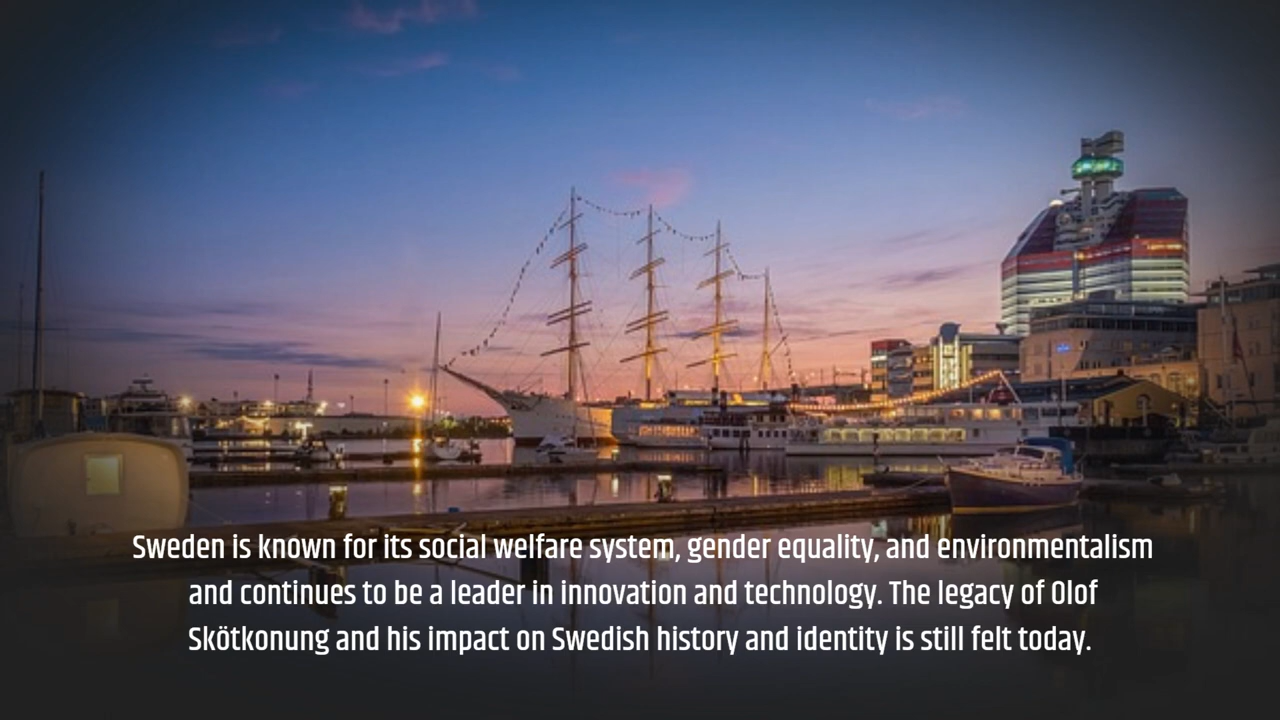 Sweden is known for its social welfare system, gender equality, and environmentalism
and continues to be a leader in innovation and technology. The legacy of Olof
Skötkonung and his impact on Swedish history and identity is still felt today.